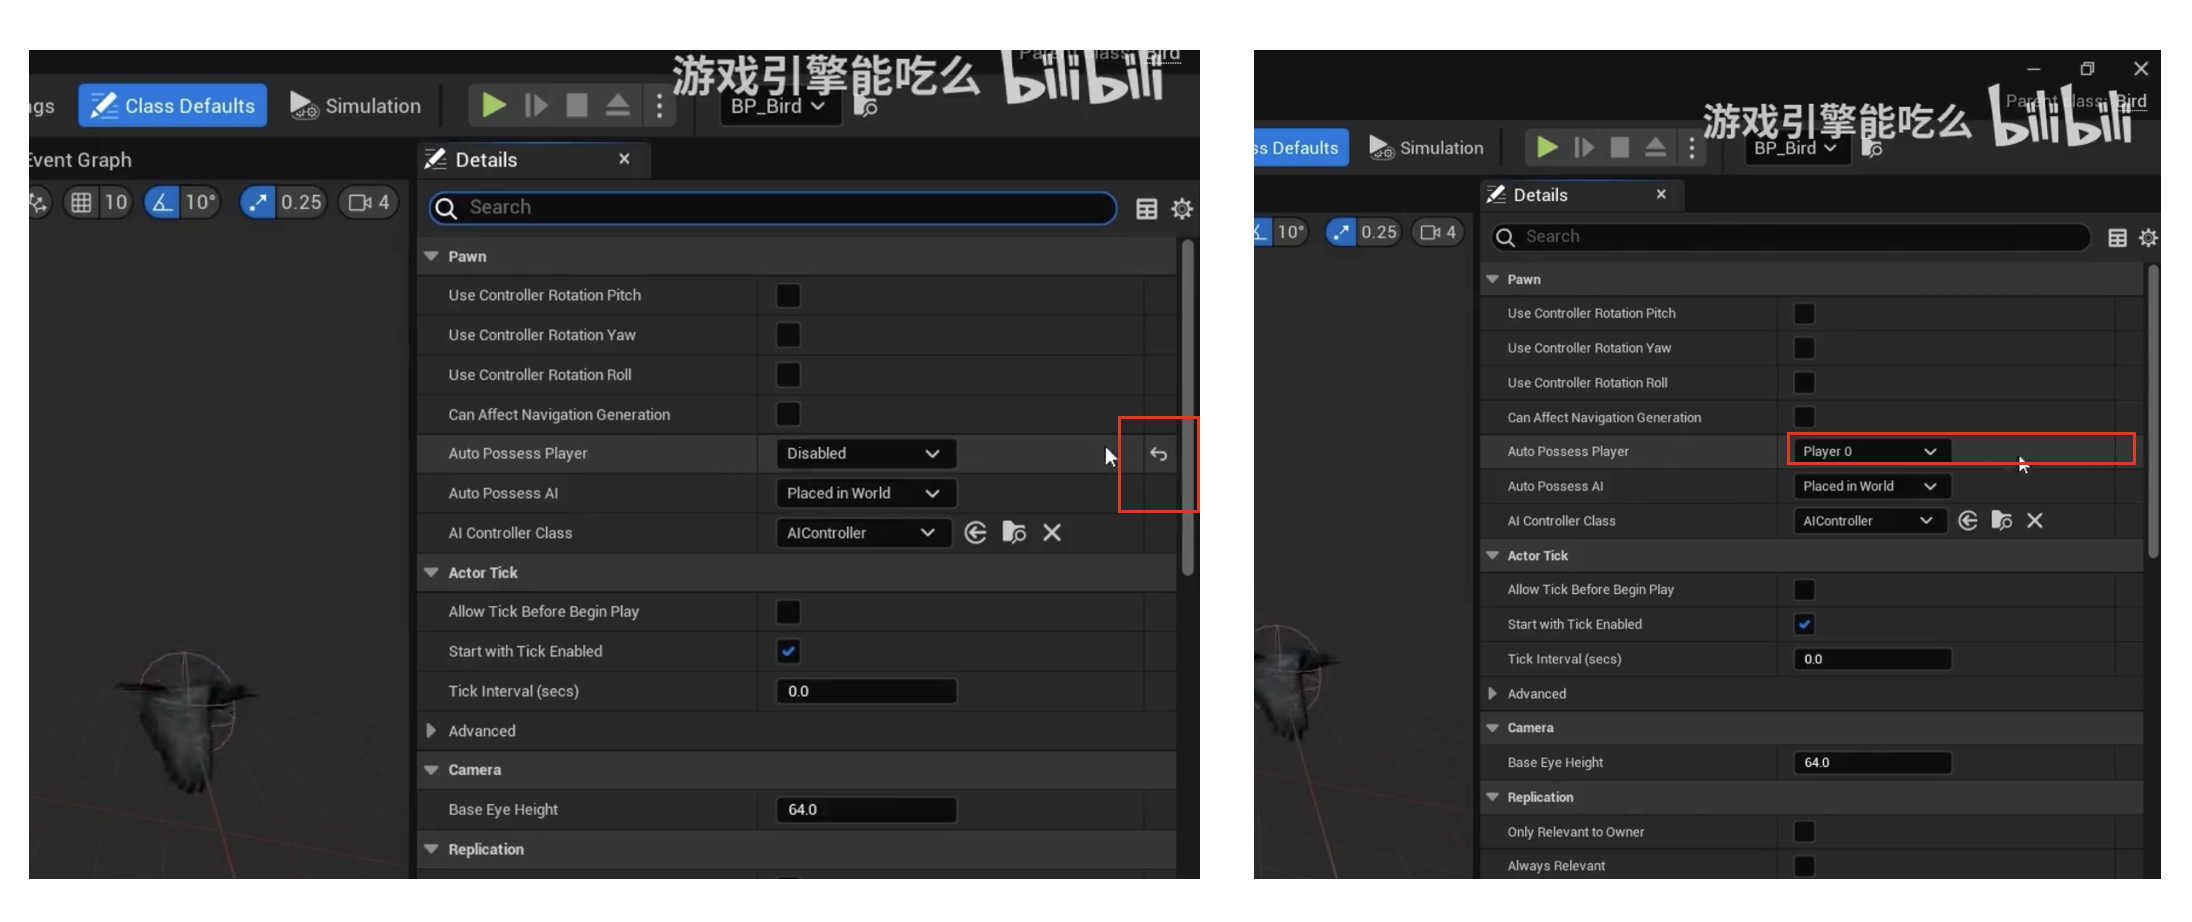 游戏引擎能吃么 bilibili
Parent class: Bird
ngs Class Defaults Simulation BP_Bird
Event Graph Details
10 10° 0.25 4
Search
Pawn
Use Controller Rotation Pitch
Use Controller Rotation Yaw
Use Controller Rotation Roll
Can Affect Navigation Generation
Auto Possess Player Disabled
Auto Possess AI Placed in World
AI Controller Class AIController
Actor Tick
Allow Tick Before Begin Play
Start with Tick Enabled
Tick Interval (secs) 0.0
Advanced
Camera
Base Eye Height 64.0
Replication
Parent class: Bird
游戏引擎能吃么 bilibili
ss Defaults Simulation BP_Bird
Details
10° 0.25 4
Search
Pawn
Use Controller Rotation Pitch
Use Controller Rotation Yaw
Use Controller Rotation Roll
Can Affect Navigation Generation
Auto Possess Player Player 0
Auto Possess AI Placed in World
AI Controller Class AIController
Actor Tick
Allow Tick Before Begin Play
Start with Tick Enabled
Tick Interval (secs) 0.0
Advanced
Camera
Base Eye Height 64.0
Replication
Only Relevant to Owner
Always Relevant